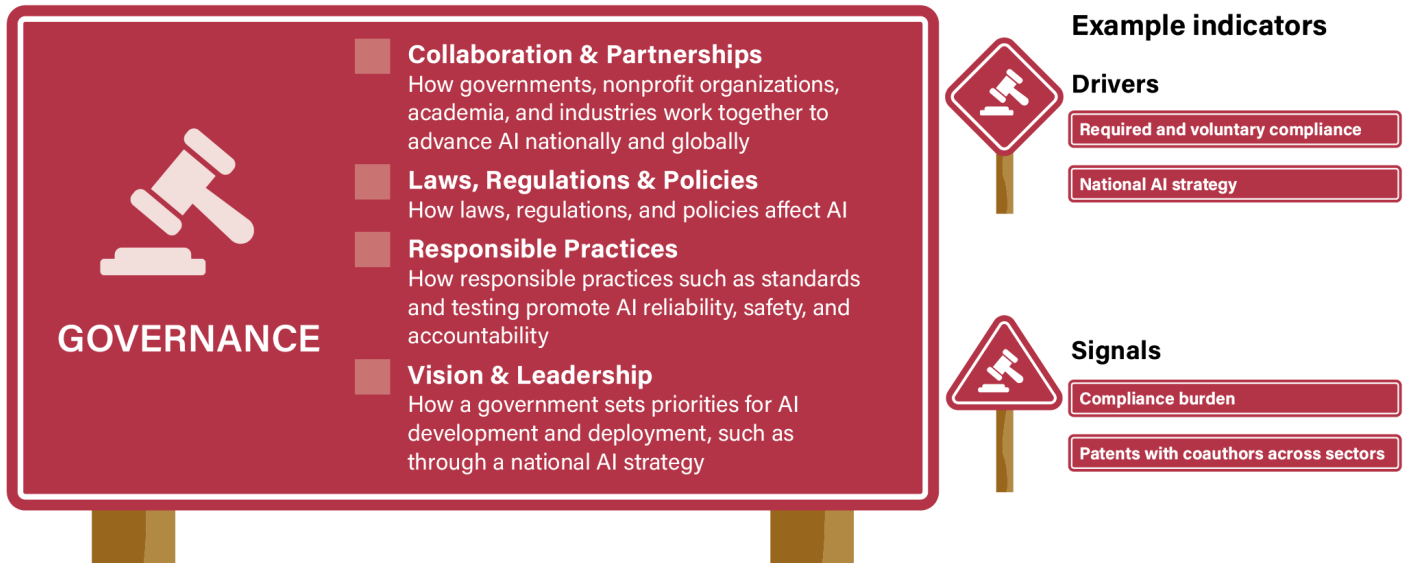 GOVERNANCE
Collaboration & Partnerships
How governments, nonprofit organizations,
academia, and industries work together to
advance AI nationally and globally
Laws, Regulations & Policies
How laws, regulations, and policies affect AI
Responsible Practices
How responsible practices such as standards
and testing promote AI reliability, safety, and
accountability
Vision & Leadership
How a government sets priorities for AI
development and deployment, such as
through a national AI strategy
Example indicators
Drivers
Required and voluntary compliance
National AI strategy
Signals
Compliance burden
Patents with coauthors across sectors